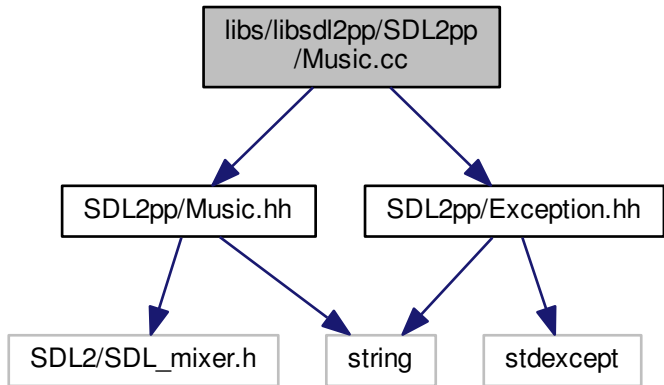 libs/libsdl2pp/SDL2pp
/Music.cc
SDL2pp/Music.hh
SDL2pp/Exception.hh
SDL2/SDL_mixer.h
string
stdexcept